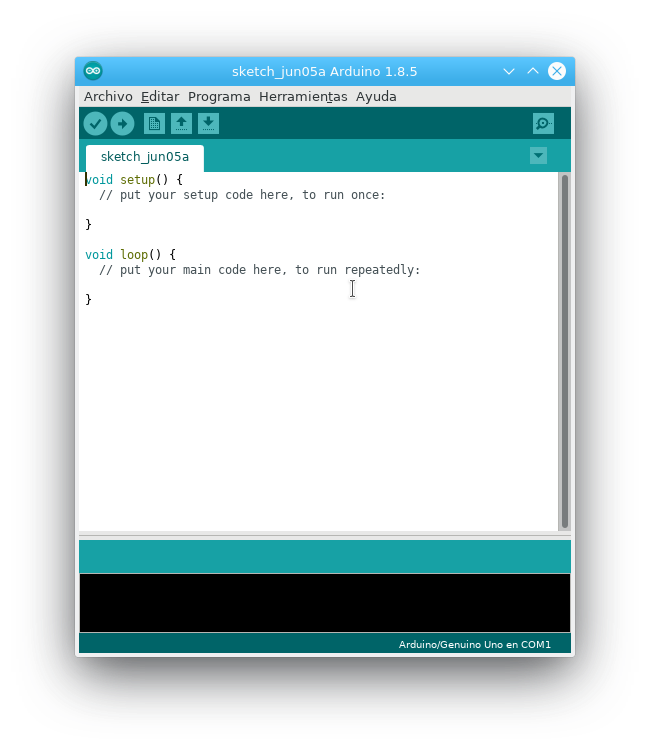 sketch_jun05a Arduino 1.8.5
Archivo Editar Programa Herramientas Ayuda
sketch_jun05a
void setup() {
  // put your setup code here, to run once:
}
void loop() {
  // put your main code here, to run repeatedly:
}
Arduino/Genuino Uno en COM1